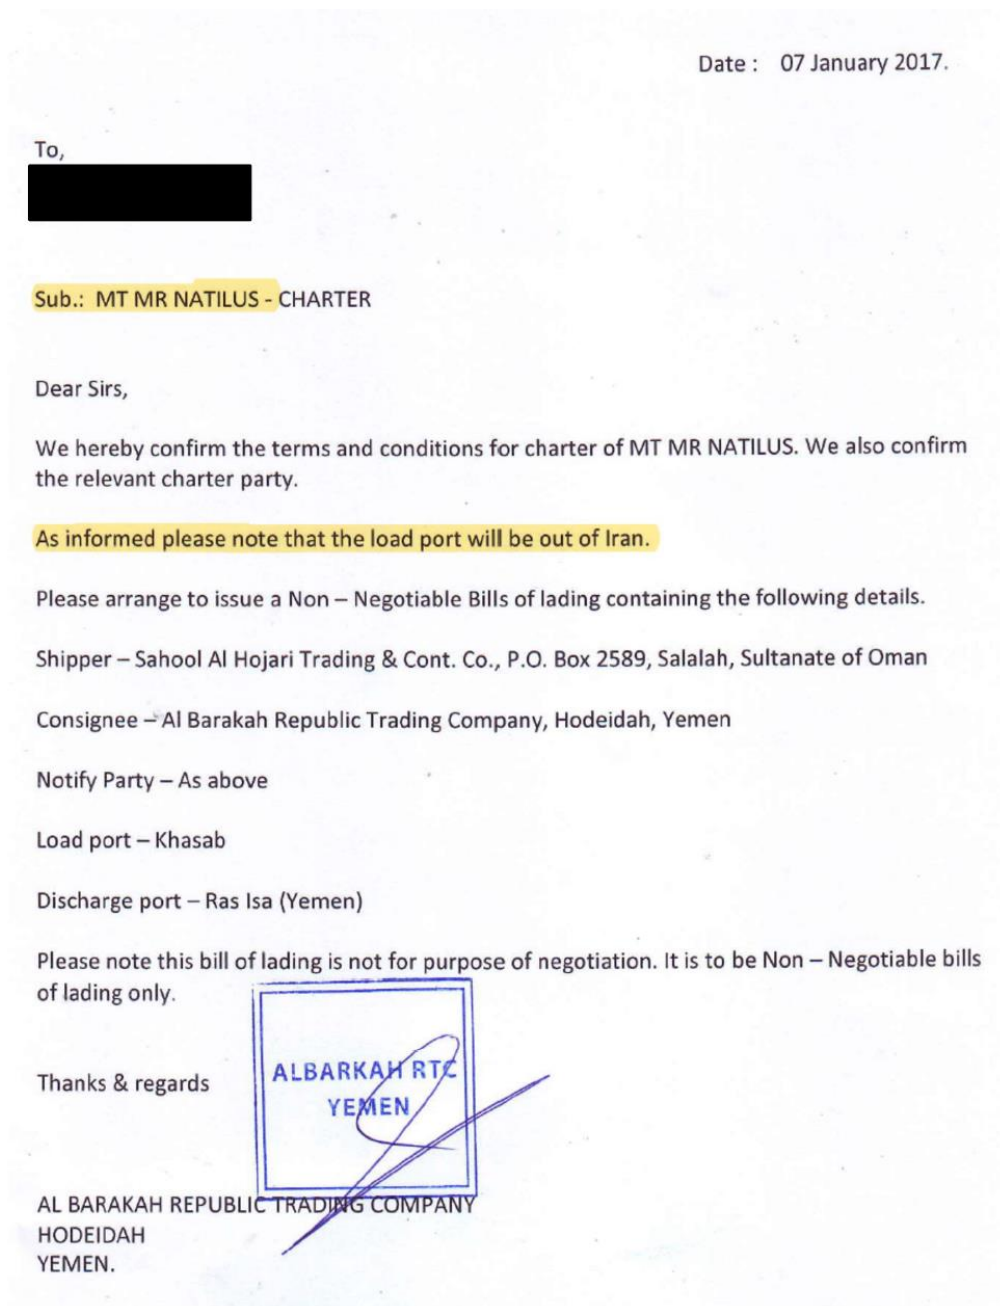 Date : 07 January 2017.
To,
Sub.: MT MR NATILUS - CHARTER
Dear Sirs,
We hereby confirm the terms and conditions for charter of MT MR NATILUS. We also confirm
the relevant charter party.
As informed please note that the load port will be out of Iran.
Please arrange to issue a Non – Negotiable Bills of lading containing the following details.
Shipper – Sahool Al Hojari Trading & Cont. Co., P.O. Box 2589, Salalah, Sultanate of Oman
Consignee – Al Barakah Republic Trading Company, Hodeidah, Yemen
Notify Party – As above
Load port – Khasab
Discharge port – Ras Isa (Yemen)
Please note this bill of lading is not for purpose of negotiation. It is to be Non – Negotiable bills
of lading only.
Thanks & regards
ALBARKAH RTC
YEMEN
AL BARAKAH REPUBLIC TRADING COMPANY
HODEIDAH
YEMEN.